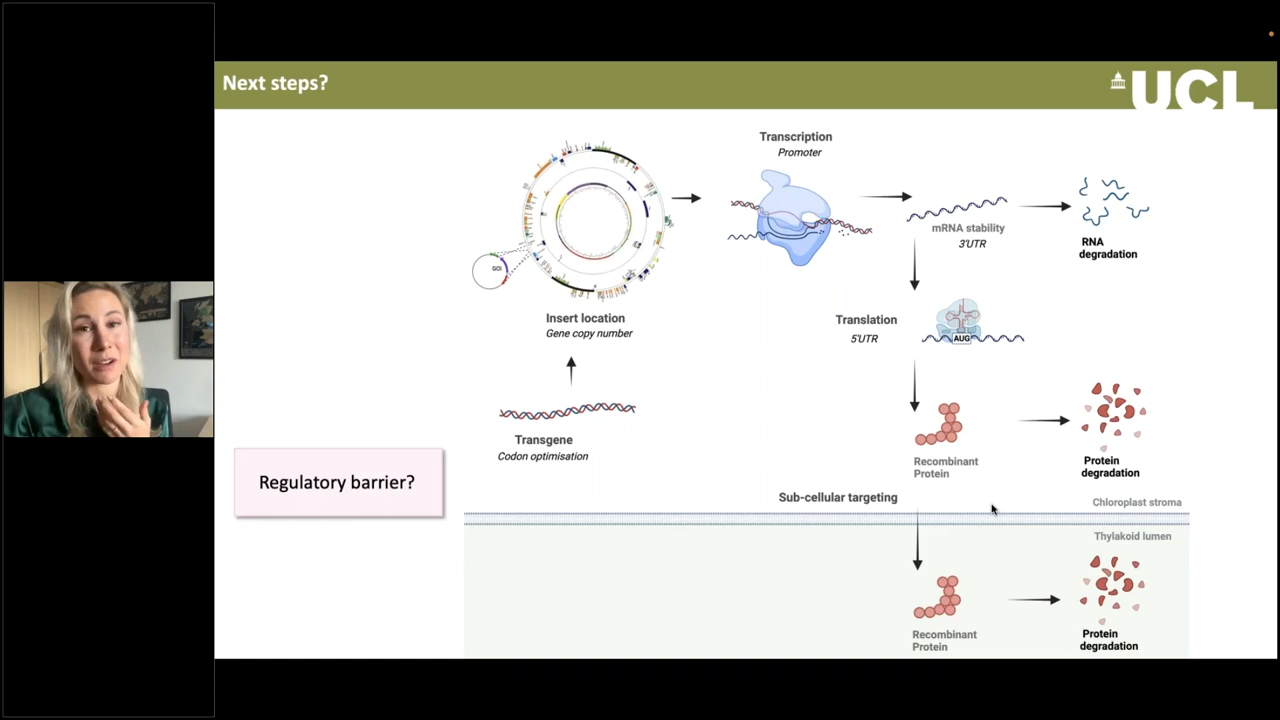 Next steps?
UCL
Transcription
Promoter
mRNA stability
3'UTR
RNA
degradation
GOI
Insert location
Gene copy number
Translation
5'UTR
AUG
Transgene
Codon optimisation
Recombinant
Protein
Protein
degradation
Regulatory barrier?
Sub-cellular targeting
Chloroplast stroma
Thylakoid lumen
Recombinant
Protein
Protein
degradation